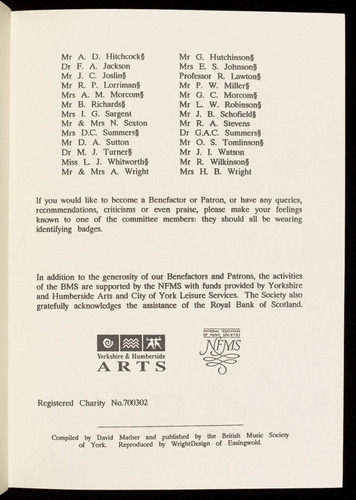 Mr A. D. Hitchcock§
Dr F. A. Jackson
Mr J. C. Joslin§
Mr R. P. Lorriman§
Mrs A. M. Morcom§
Mr B. Richards§
Mrs I. G. Sargent
Mr & Mrs N. Sexton
Mrs D.C. Summers§
Mr D. A. Sutton
Dr M. J. Turner§
Miss L. J. Whitworth§
Mr & Mrs A. Wright
Mr G. Hutchinson§
Mrs E. S. Johnson§
Professor R. Lawton§
Mr P. W. Miller§
Mr G. C. Morcom§
Mr L. W. Robinson§
Mr J. B. Schofield§
Mr R. A. Stevens
Dr G.A.C. Summers§
Mr O. S. Tomlinson§
Mr J. I. Watson
Mr R. Wilkinson§
Mrs H. B. Wright
If you would like to become a Benefactor or Patron, or have any queries,
recommendations, criticisms or even praise, please make your feelings
known to one of the committee members: they should all be wearing
identifying badges.
In addition to the generosity of our Benefactors and Patrons, the activities
of the BMS are supported by the NFMS with funds provided by Yorkshire
and Humberside Arts and City of York Leisure Services. The Society also
gratefully acknowledges the assistance of the Royal Bank of Scotland.
Yorkshire & Humberside
ARTS
NATIONAL FEDERATION
OF MUSIC SOCIETIES
NFMS
Registered Charity No.700302
Compiled by David Mather and published by the British Music Society
of York. Reproduced by WrightDesign of Easingwold.